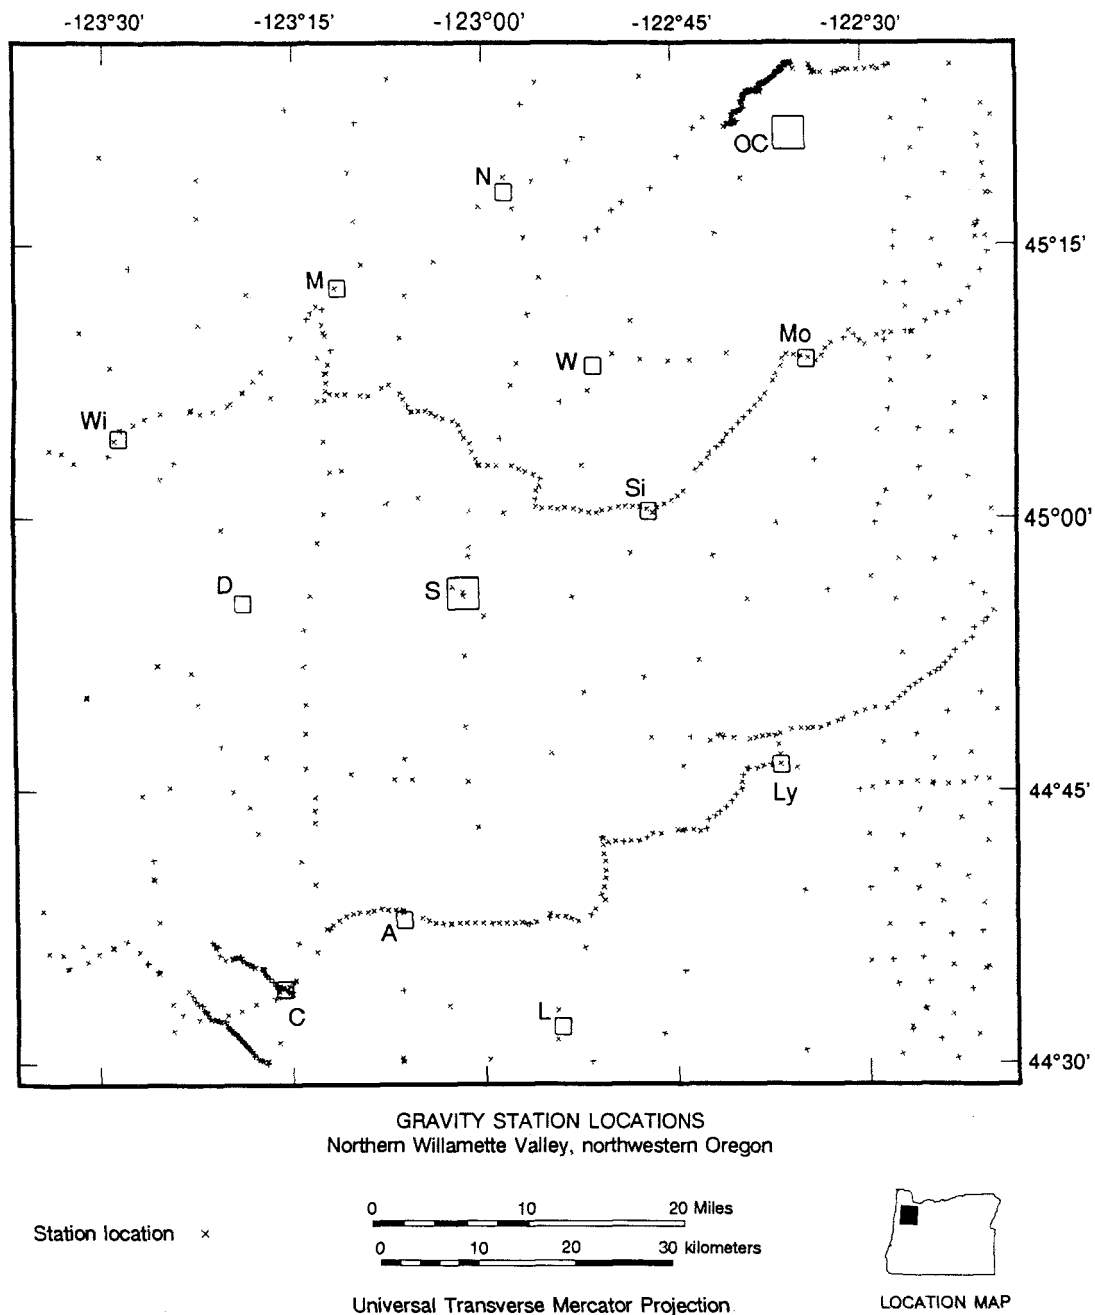 -123°30' -123°15' -123°00' -122°45' -122°30'
OC
N
45°15'
M
Mo
W
Wi
Si
45°00'
D
S
Ly
44°45'
A
C
L
44°30'
GRAVITY STATION LOCATIONS
Northern Willamette Valley, northwestern Oregon
Station location ×
0 10 20 Miles
0 10 20 30 kilometers
Universal Transverse Mercator Projection
LOCATION MAP